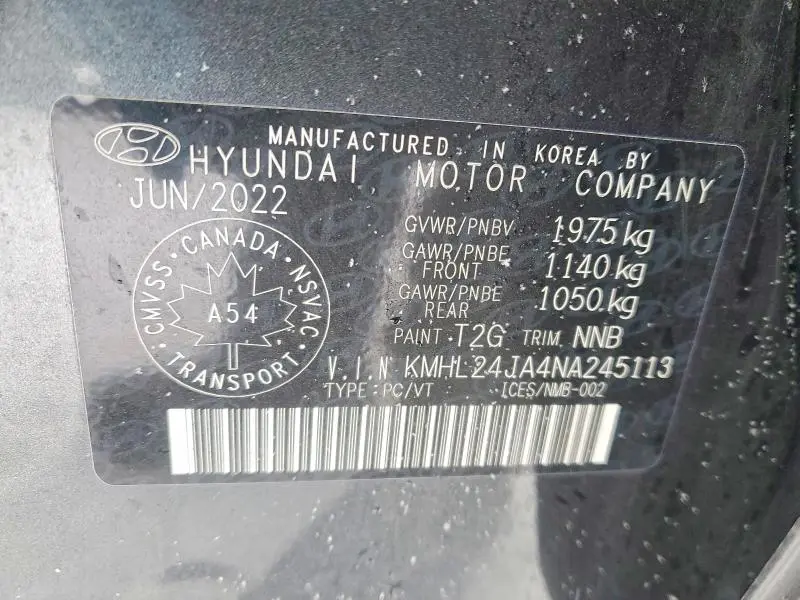 MANUFACTURED IN KOREA BY
HYUNDAI MOTOR COMPANY
JUN/2022
GVWR/PNBV 1975 kg
GAWR/PNBE FRONT 1140 kg
GAWR/PNBE REAR 1050 kg
PAINT T2G TRIM NNB
CMVSS · CANADA · NSVAC
A54
TRANSPORT
V.I.N KMHL24JA4NA245113
TYPE : PC/VT ICES/NMB-002